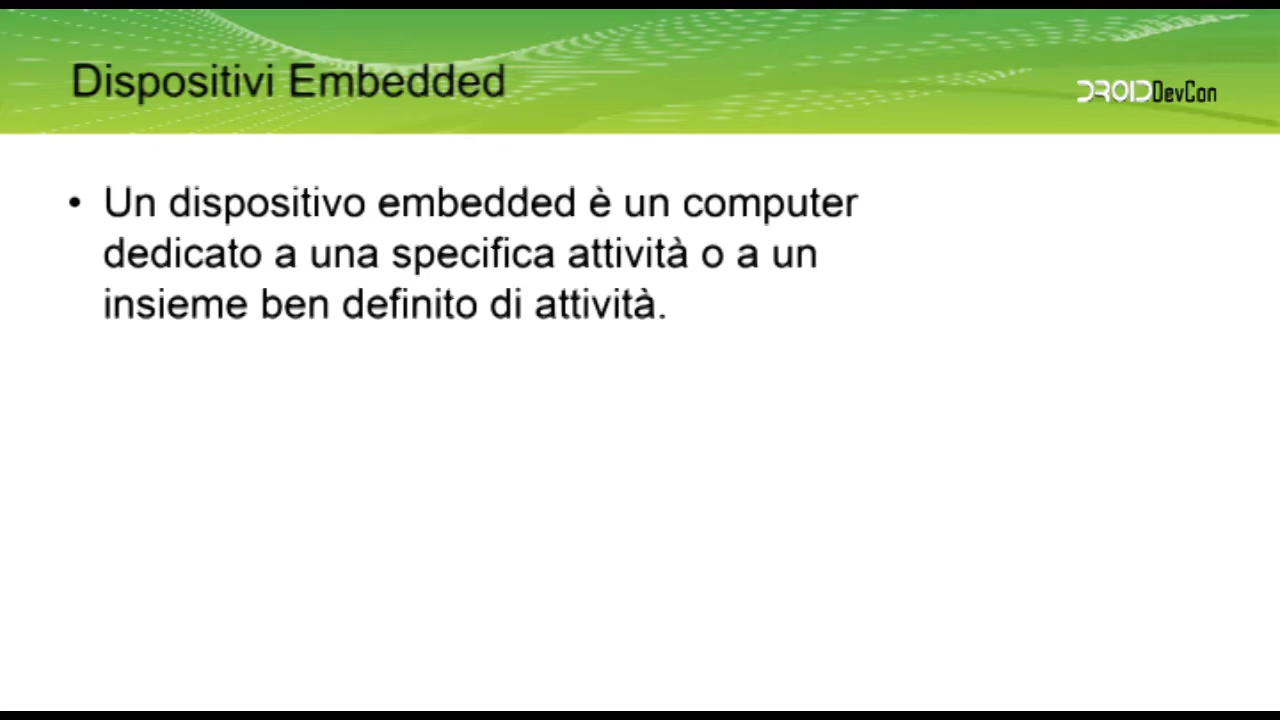 Dispositivi Embedded
DROIDDevCon
• Un dispositivo embedded è un computer
dedicato a una specifica attività o a un
insieme ben definito di attività.